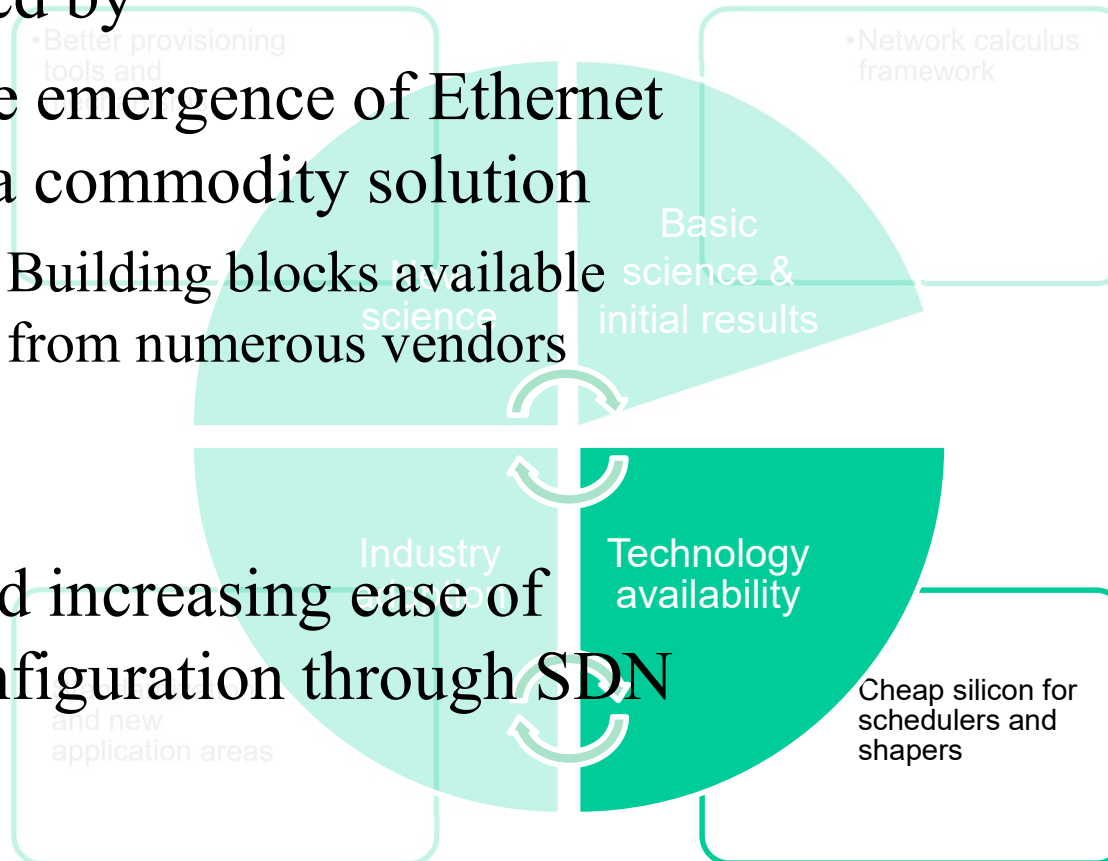 by
•Better provisioning
tools and
•Network calculus
framework
emergence of Ethernet
a commodity solution
Building blocks available
from numerous vendors
Basic
science &
initial results
science
Industry
increasing ease of
through SDN
Technology
availability
and new
application areas
Cheap silicon for
schedulers and
shapers